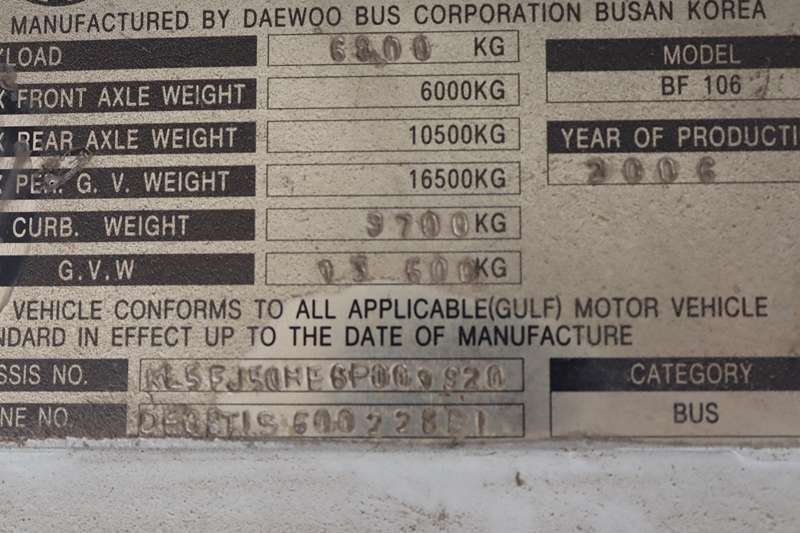 MANUFACTURED BY DAEWOO BUS CORPORATION BUSAN KOREA
YLOAD 6800 KG
X FRONT AXLE WEIGHT 6000KG
X REAR AXLE WEIGHT 10500KG
PER. G. V. WEIGHT 16500KG
CURB. WEIGHT 9700KG
G.V.W KG
MODEL
BF 106
YEAR OF PRODUCTI
2006
VEHICLE CONFORMS TO ALL APPLICABLE(GULF) MOTOR VEHICLE
NDARD IN EFFECT UP TO THE DATE OF MANUFACTURE
SSIS NO.
NE NO.
CATEGORY
BUS